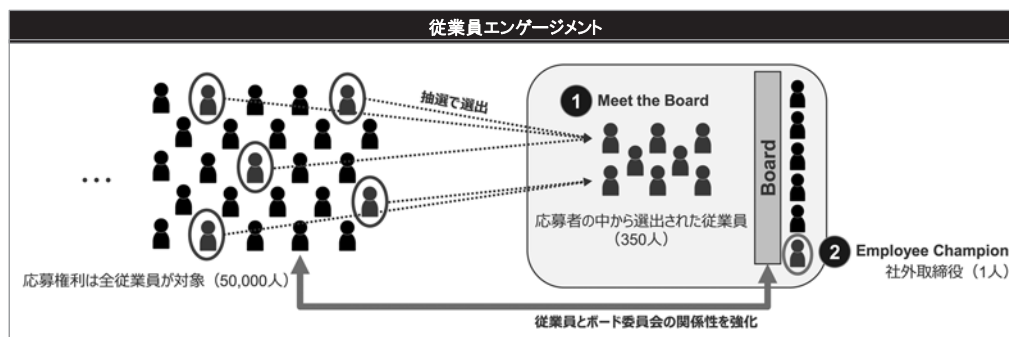 従業員エンゲージメント
抽選で選出
1 Meet the Board
Board
…
応募者の中から選出された従業員
（350人）
2 Employee Champion
社外取締役（1人）
応募権利は全従業員が対象（50,000人）
従業員とボード委員会の関係性を強化